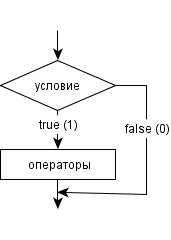 условие
true (1)
false (0)
операторы